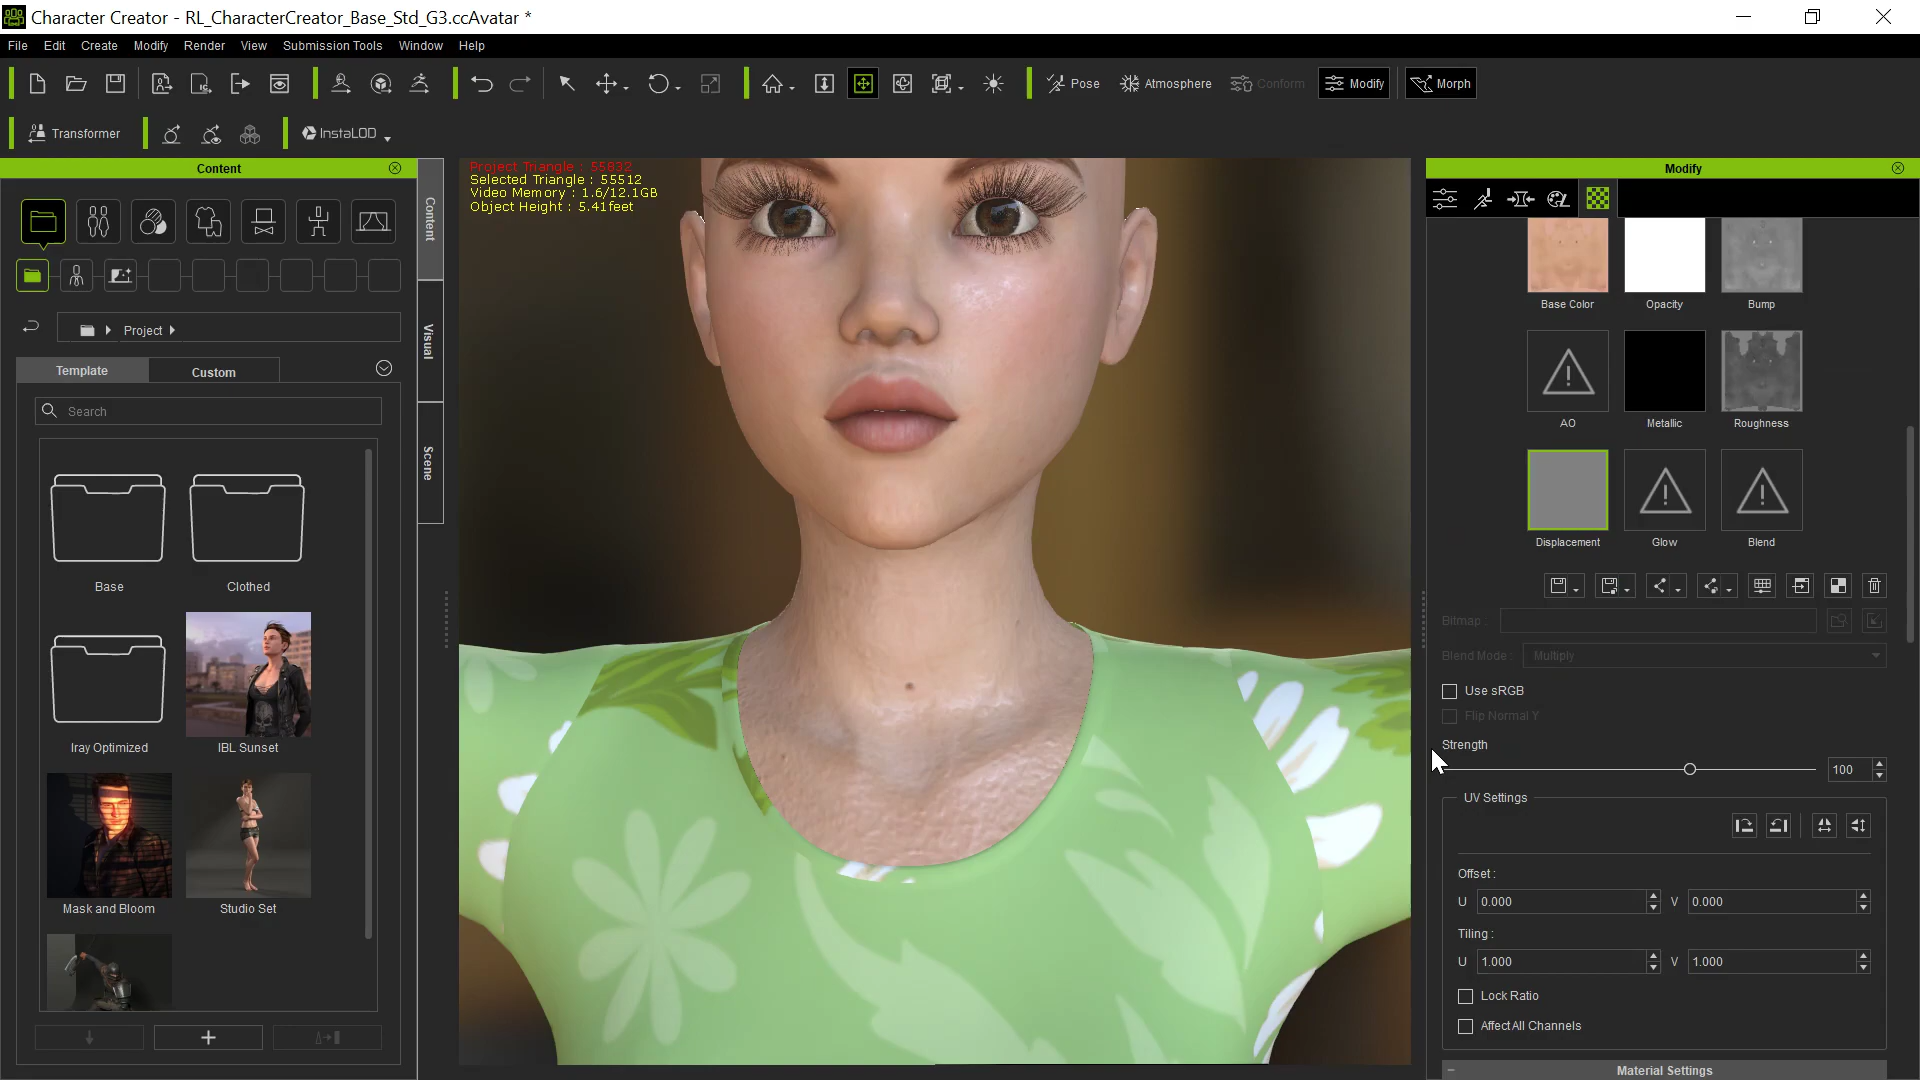 Character Creator - RL_CharacterCreator_Base_Std_G3.ccAvatar *
File Edit Create Modify Render View Submission Tools Window Help
Pose Atmosphere Conform Modify Morph
Transformer InstaLOD
Content
Project
Template Custom
Search
Base Clothed
Iray Optimized IBL Sunset
Mask and Bloom Studio Set
Content
Visual
Scene
Project Triangle : 55832
Selected Triangle : 55512
Video Memory : 1.6/12.1GB
Object Height : 5.41feet
Modify
Base Color Opacity Bump
AO Metallic Roughness
Displacement Glow Blend
Bitmap :
Blend Mode : Multiply
Use sRGB
Flip Normal Y
Strength
100
UV Settings
Offset :
U 0.000 V 0.000
Tiling :
U 1.000 V 1.000
Lock Ratio
Affect All Channels
Material Settings